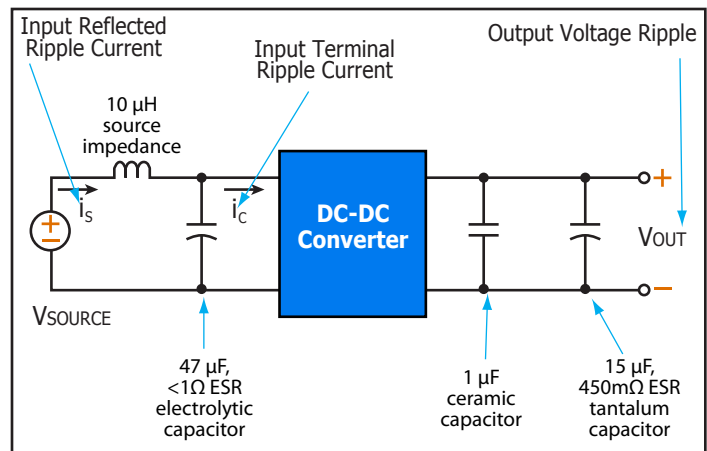 Input Reflected
Ripple Current
Input Terminal
Ripple Current
Output Voltage Ripple
10 µH
source
impedance
iS
iC
DC-DC
Converter
+
−
+
VOUT
−
VSOURCE
47 µF,
<1Ω ESR
electrolytic
capacitor
1 µF
ceramic
capacitor
15 µF,
450mΩ ESR
tantalum
capacitor